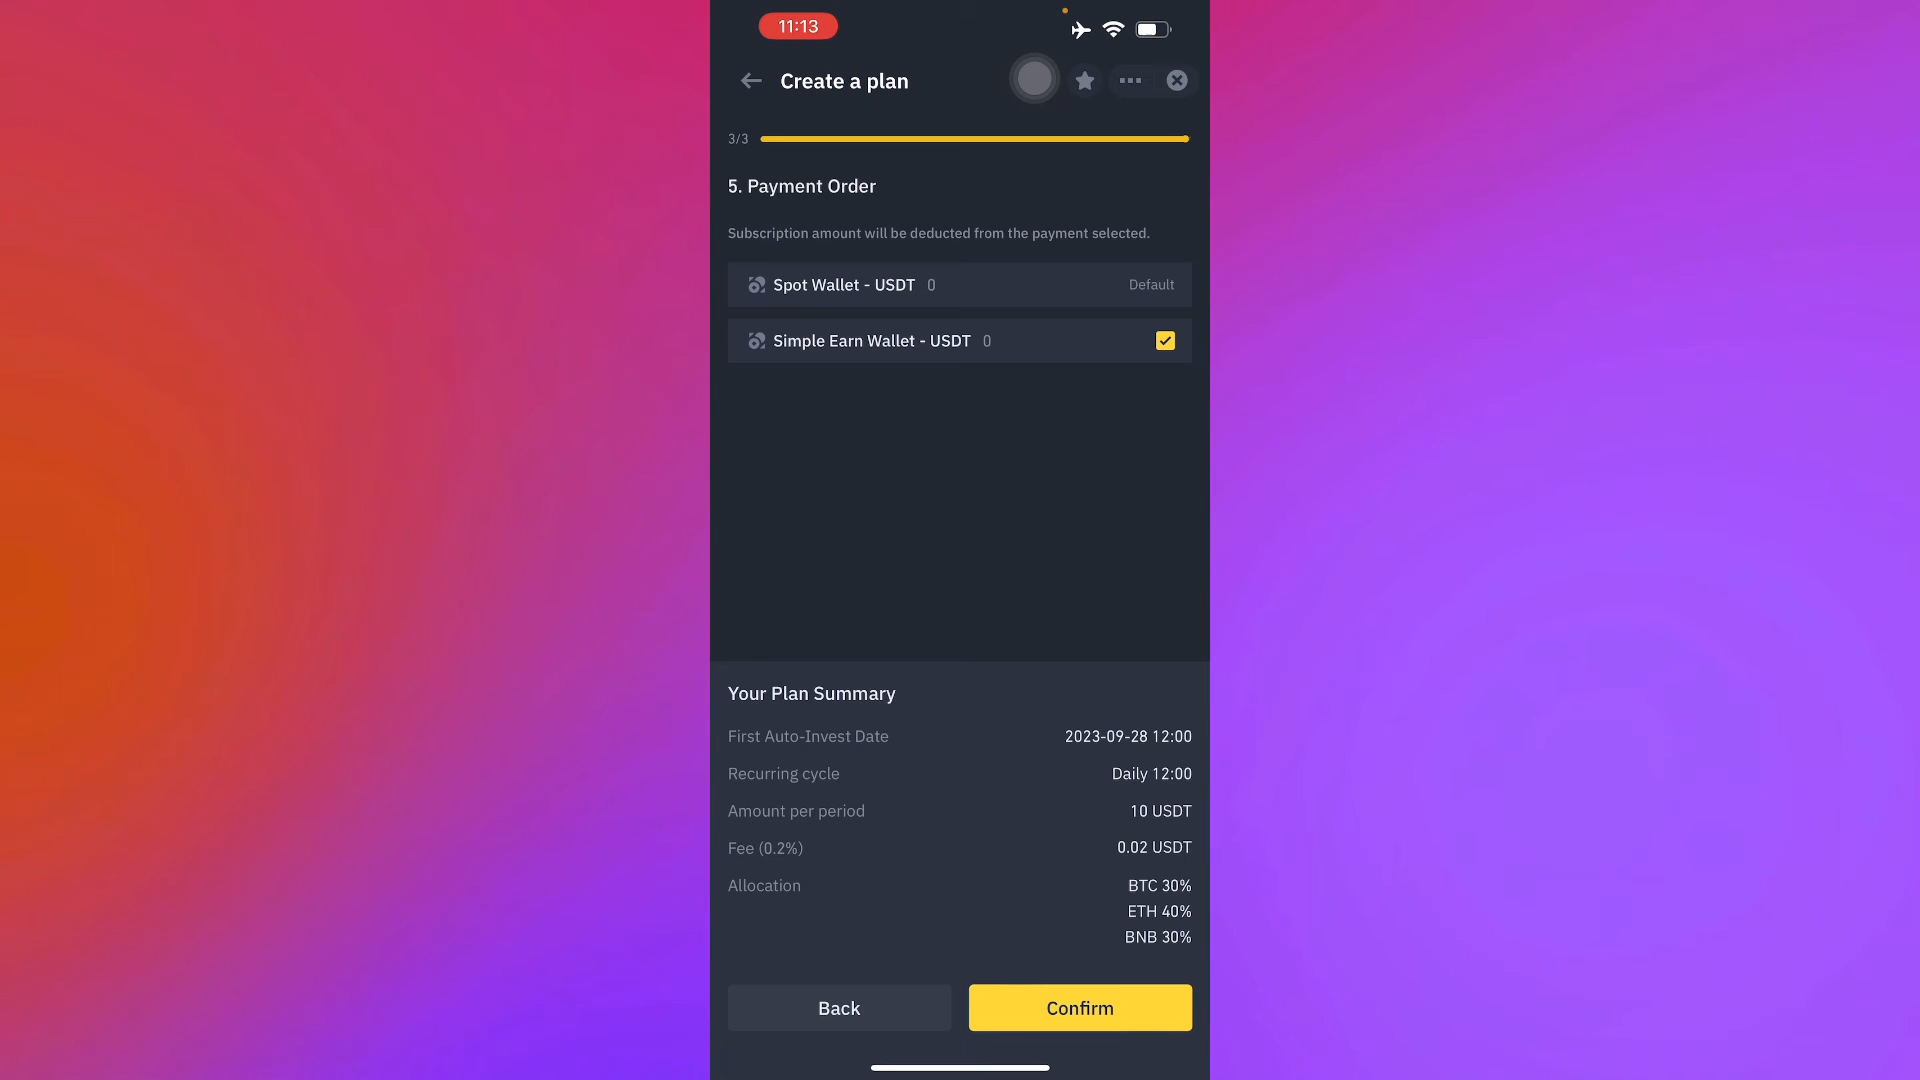 11:13
Create a plan
3/3
5. Payment Order
Subscription amount will be deducted from the payment selected.
Spot Wallet - USDT 0 Default
Simple Earn Wallet - USDT 0
Your Plan Summary
First Auto-Invest Date 2023-09-28 12:00
Recurring cycle Daily 12:00
Amount per period 10 USDT
Fee (0.2%) 0.02 USDT
Allocation BTC 30%
ETH 40%
BNB 30%
Back Confirm